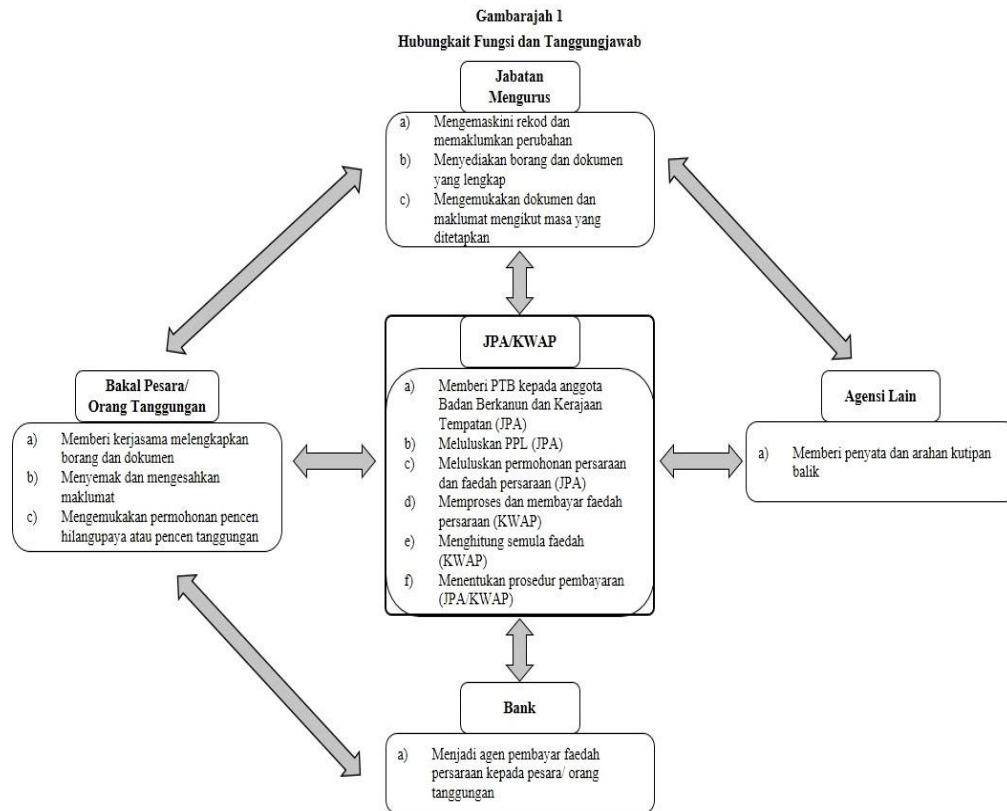 Gambarajah 1
Hubungkait Fungsi dan Tanggungjawab
Jabatan
Mengurus
a) Mengemaskini rekod dan
memaklumkan perubahan
b) Menyediakan borang dan dokumen
yang lengkap
c) Mengemukakan dokumen dan
maklumat mengikut masa yang
ditetapkan
Bakal Pesara/
Orang Tanggungan
a) Memberi kerjasama melengkapkan
borang dan dokumen
b) Menyemak dan mengesahkan
maklumat
c) Mengemukakan permohonan pencen
hilangupaya atau pencen tanggungan
JPA/KWAP
a) Memberi PTB kepada anggota
Badan Berkanun dan Kerajaan
Tempatan (JPA)
b) Meluluskan PPL (JPA)
c) Meluluskan permohonan persaraan
dan faedah persaraan (JPA)
d) Memproses dan membayar faedah
persaraan (KWAP)
e) Menghitung semula faedah
(KWAP)
f) Menentukan prosedur pembayaran
(JPA/KWAP)
Agensi Lain
a) Memberi penyata dan arahan kutipan
balik
Bank
a) Menjadi agen pembayar faedah
persaraan kepada pesara/ orang
tanggungan